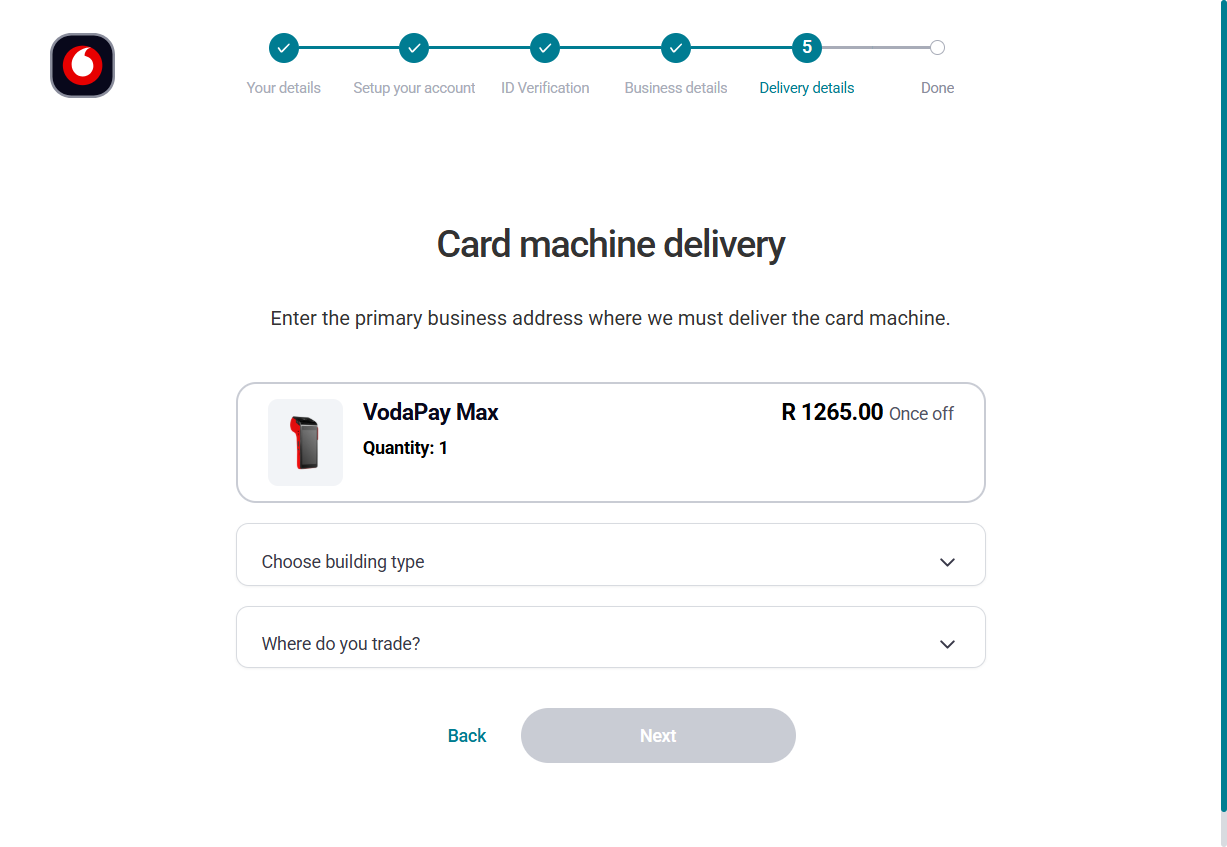 5
Your details
Setup your account
ID Verification
Business details
Delivery details
Done
Card machine delivery
Enter the primary business address where we must deliver the card machine.
VodaPay Max
R 1265.00 Once off
Quantity: 1
Choose building type
Where do you trade?
Back
Next